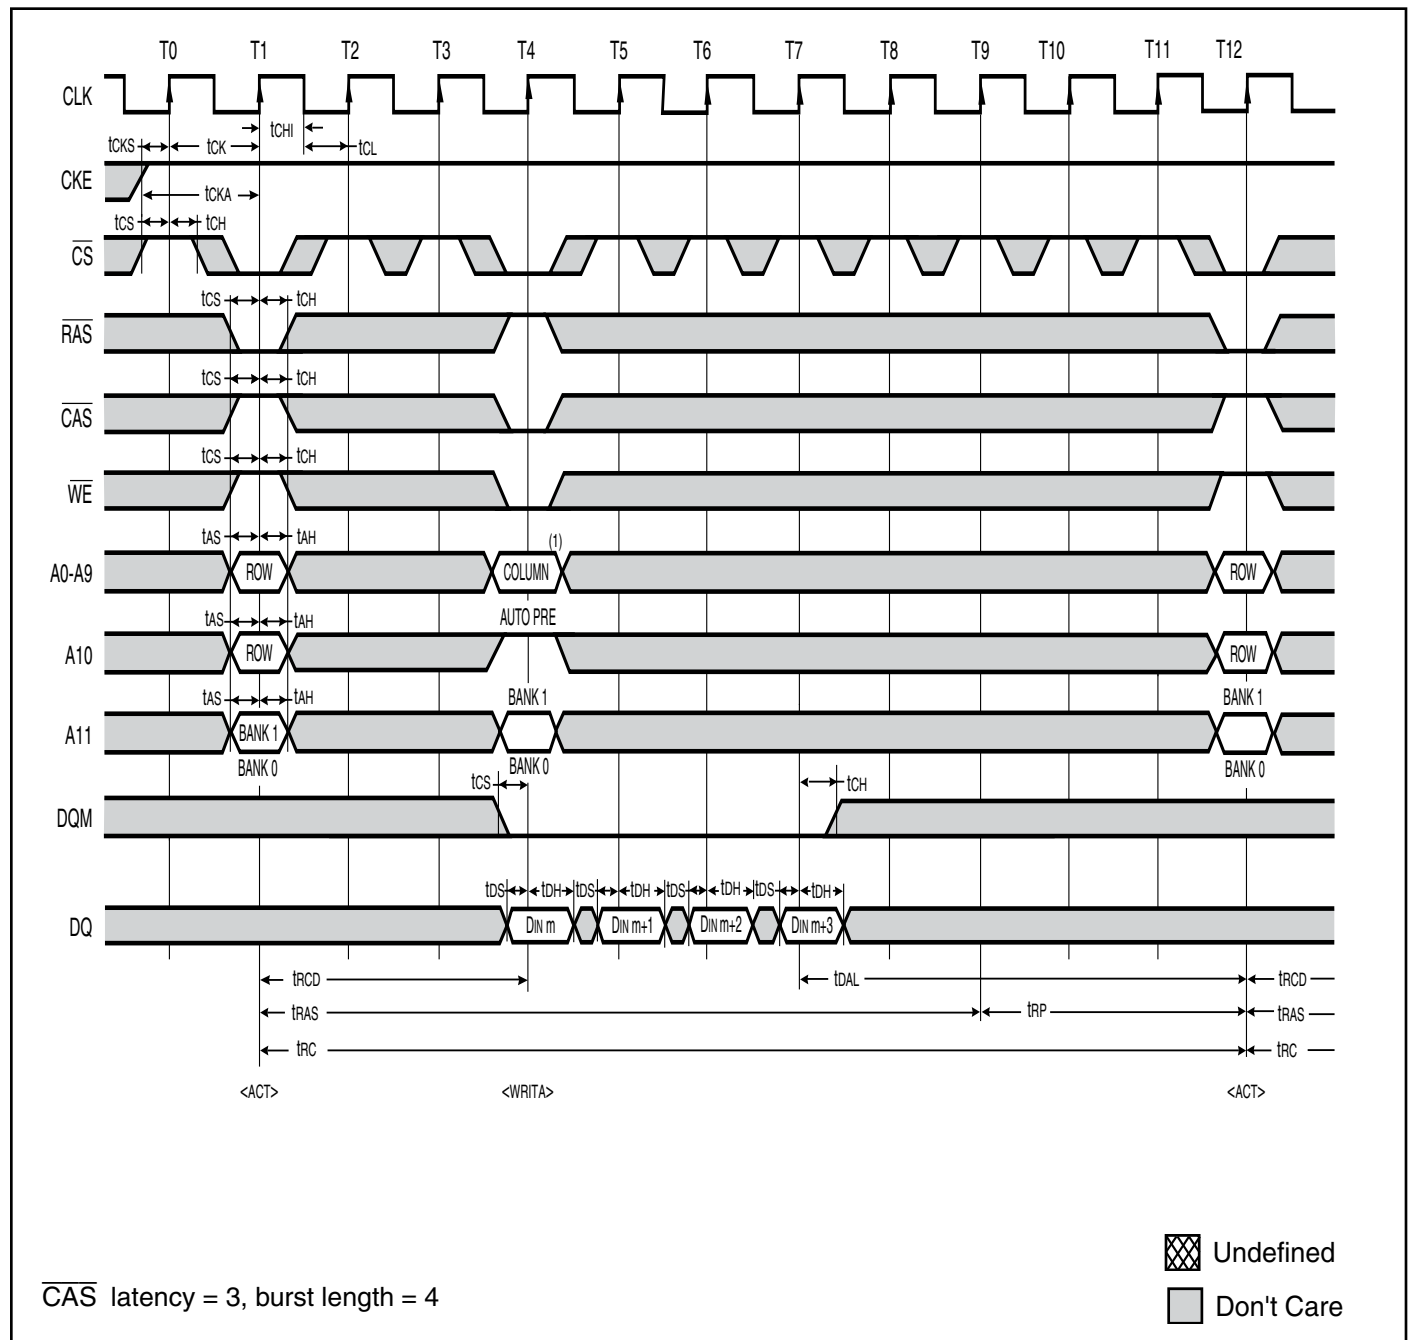 T0 T1 T2 T3 T4 T5 T6 T7 T8 T9 T10 T11 T12
CLK
tCHI
tCKS tCK tCL
CKE
tCKA
tCS tCH
CS
tCS tCH
RAS
tCS tCH
CAS
tCS tCH
WE
tAS tAH (1)
A0-A9 ROW COLUMN ROW
tAS tAH AUTO PRE
A10 ROW ROW
tAS tAH BANK 1 BANK 1
A11 BANK 1
BANK 0 BANK 0 BANK 0
tCS tCH
DQM
tDS tDH tDS tDH tDS tDH tDS tDH
DQ DIN m DIN m+1 DIN m+2 DIN m+3
tRCD tDAL tRCD
tRAS tRP tRAS
tRC tRC
<ACT> <WRITA> <ACT>
Undefined
CAS latency = 3, burst length = 4
Don't Care